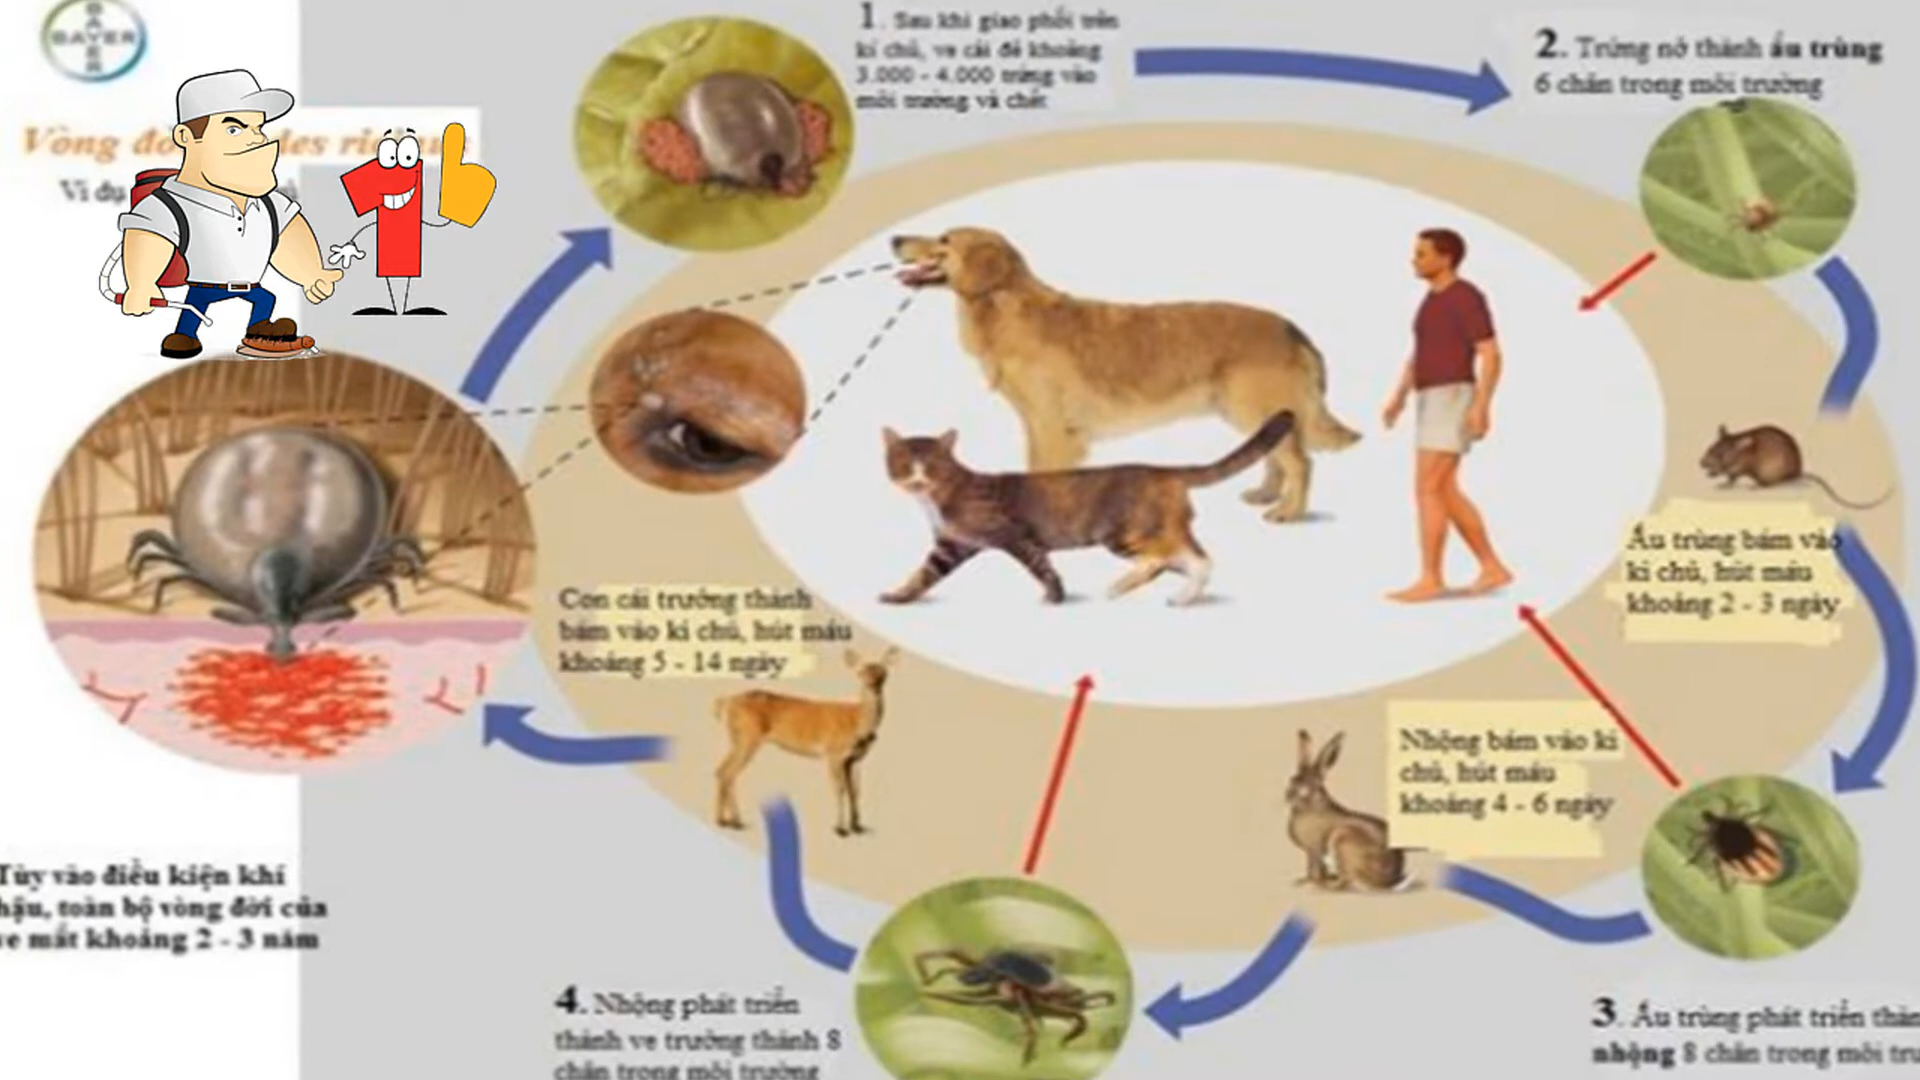 BAYER
BAYER
Vòng đờ
Ví dụ
1. Sau khi giao phối trên
kí chủ, ve cái đẻ khoảng
3.000 - 4.000 trứng vào
môi trường và chết
2. Trứng nở thành ấu trùng
6 chân trong môi trường
Ấu trùng bám vào
kí chủ, hút máu
khoảng 2 - 3 ngày
Con cái trưởng thành
bám vào kí chủ, hút máu
khoảng 5 - 14 ngày
Nhộng bám vào kí
chủ, hút máu
khoảng 4 - 6 ngày
Tùy vào điều kiện khí
hậu, toàn bộ vòng đời của
ve mất khoảng 2 - 3 năm
4. Nhộng phát triển
thành ve trưởng thành 8
chân trong môi trường
3. Ấu trùng phát triển thàn
nhộng 8 chân trong môi trư